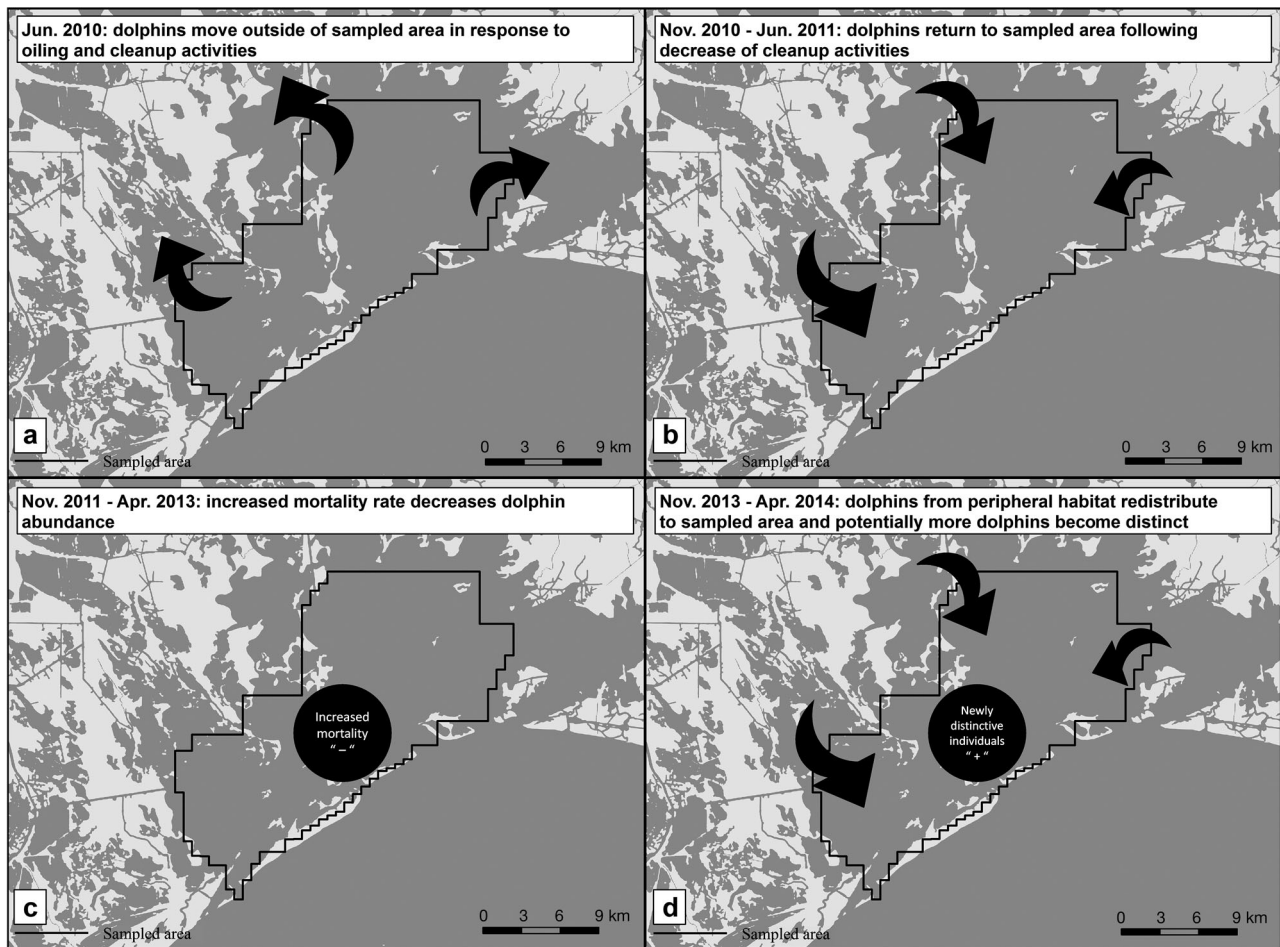 Jun. 2010: dolphins move outside of sampled area in response to
oiling and cleanup activities
a
Sampled area
0 3 6 9 km
Nov. 2010 - Jun. 2011: dolphins return to sampled area following
decrease of cleanup activities
b
Sampled area
0 3 6 9 km
Nov. 2011 - Apr. 2013: increased mortality rate decreases dolphin
abundance
Increased
mortality
“ – “
c
Sampled area
0 3 6 9 km
Nov. 2013 - Apr. 2014: dolphins from peripheral habitat redistribute
to sampled area and potentially more dolphins become distinct
Newly
distinctive
individuals
“ + “
d
Sampled area
0 3 6 9 km